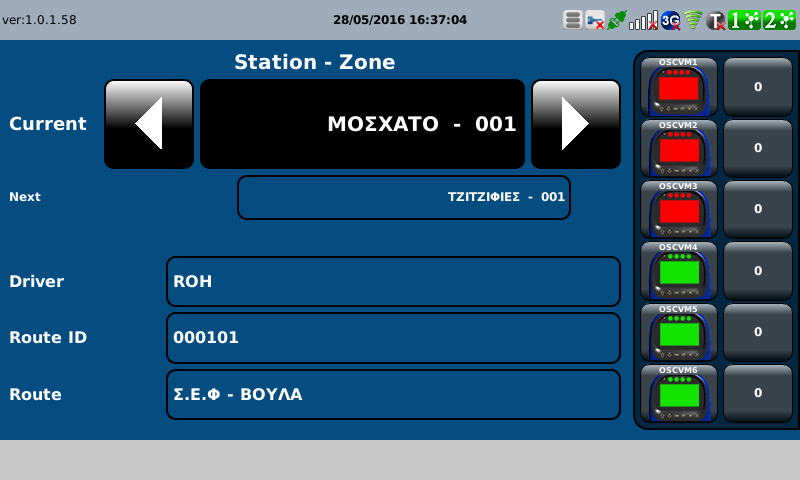 ver:1.0.1.58
28/05/2016 16:37:04
3G
T
1
2
Station - Zone
Current
ΜΟΣΧΑΤΟ - 001
Next
ΤΖΙΤΖΙΦΙΕΣ - 001
Driver
ROH
Route ID
000101
Route
Σ.Ε.Φ - ΒΟΥΛΑ
OSCVM1
0
OSCVM2
0
OSCVM3
0
OSCVM4
0
OSCVM5
0
OSCVM6
0